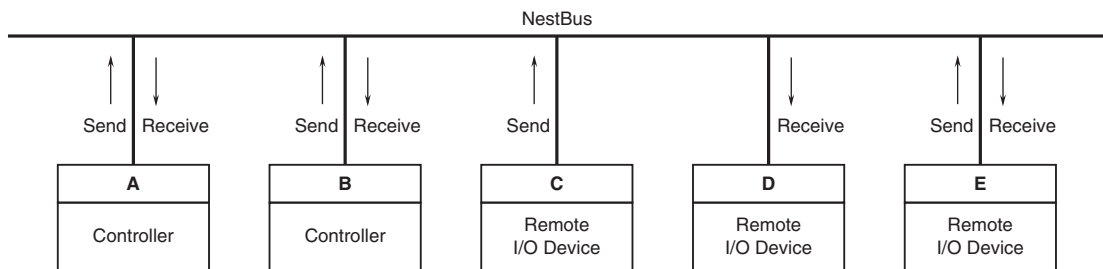 NestBus
Send Receive Send Receive Send Receive Send Receive
A B C D E
Controller Controller Remote I/O Device Remote I/O Device Remote I/O Device